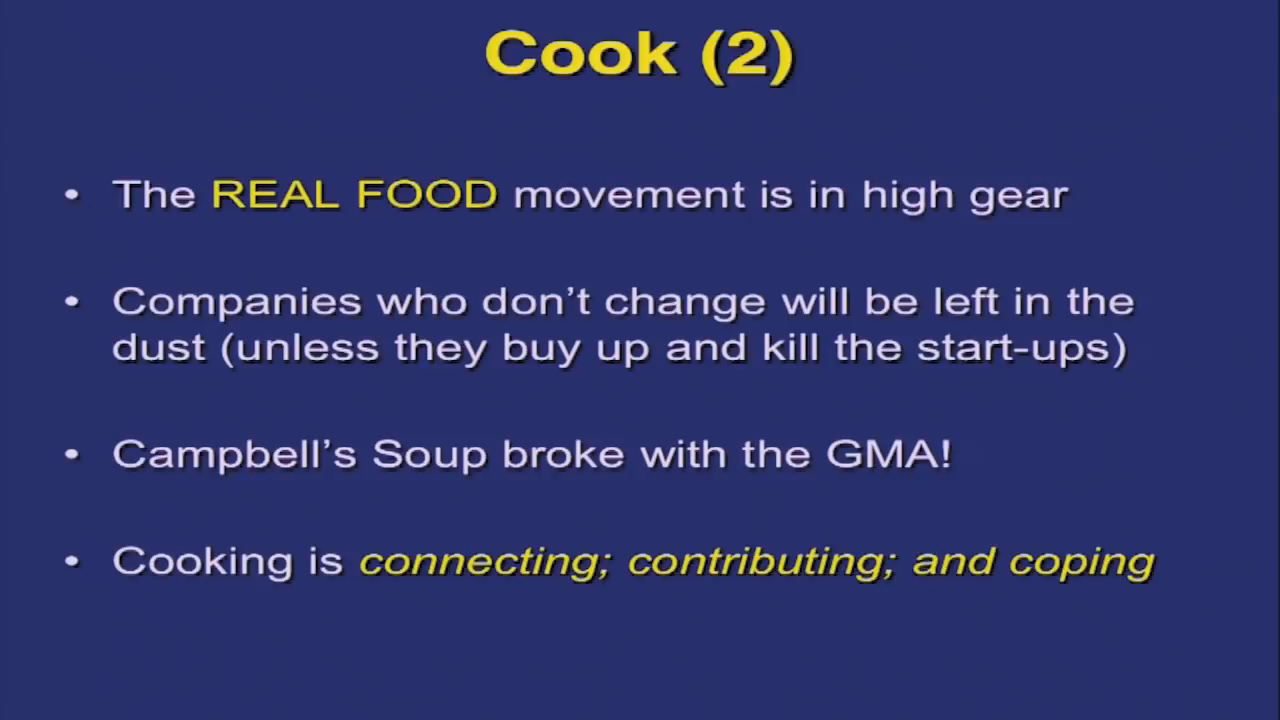 Cook (2)
• The REAL FOOD movement is in high gear
• Companies who don’t change will be left in the
dust (unless they buy up and kill the start-ups)
• Campbell’s Soup broke with the GMA!
• Cooking is connecting; contributing; and coping